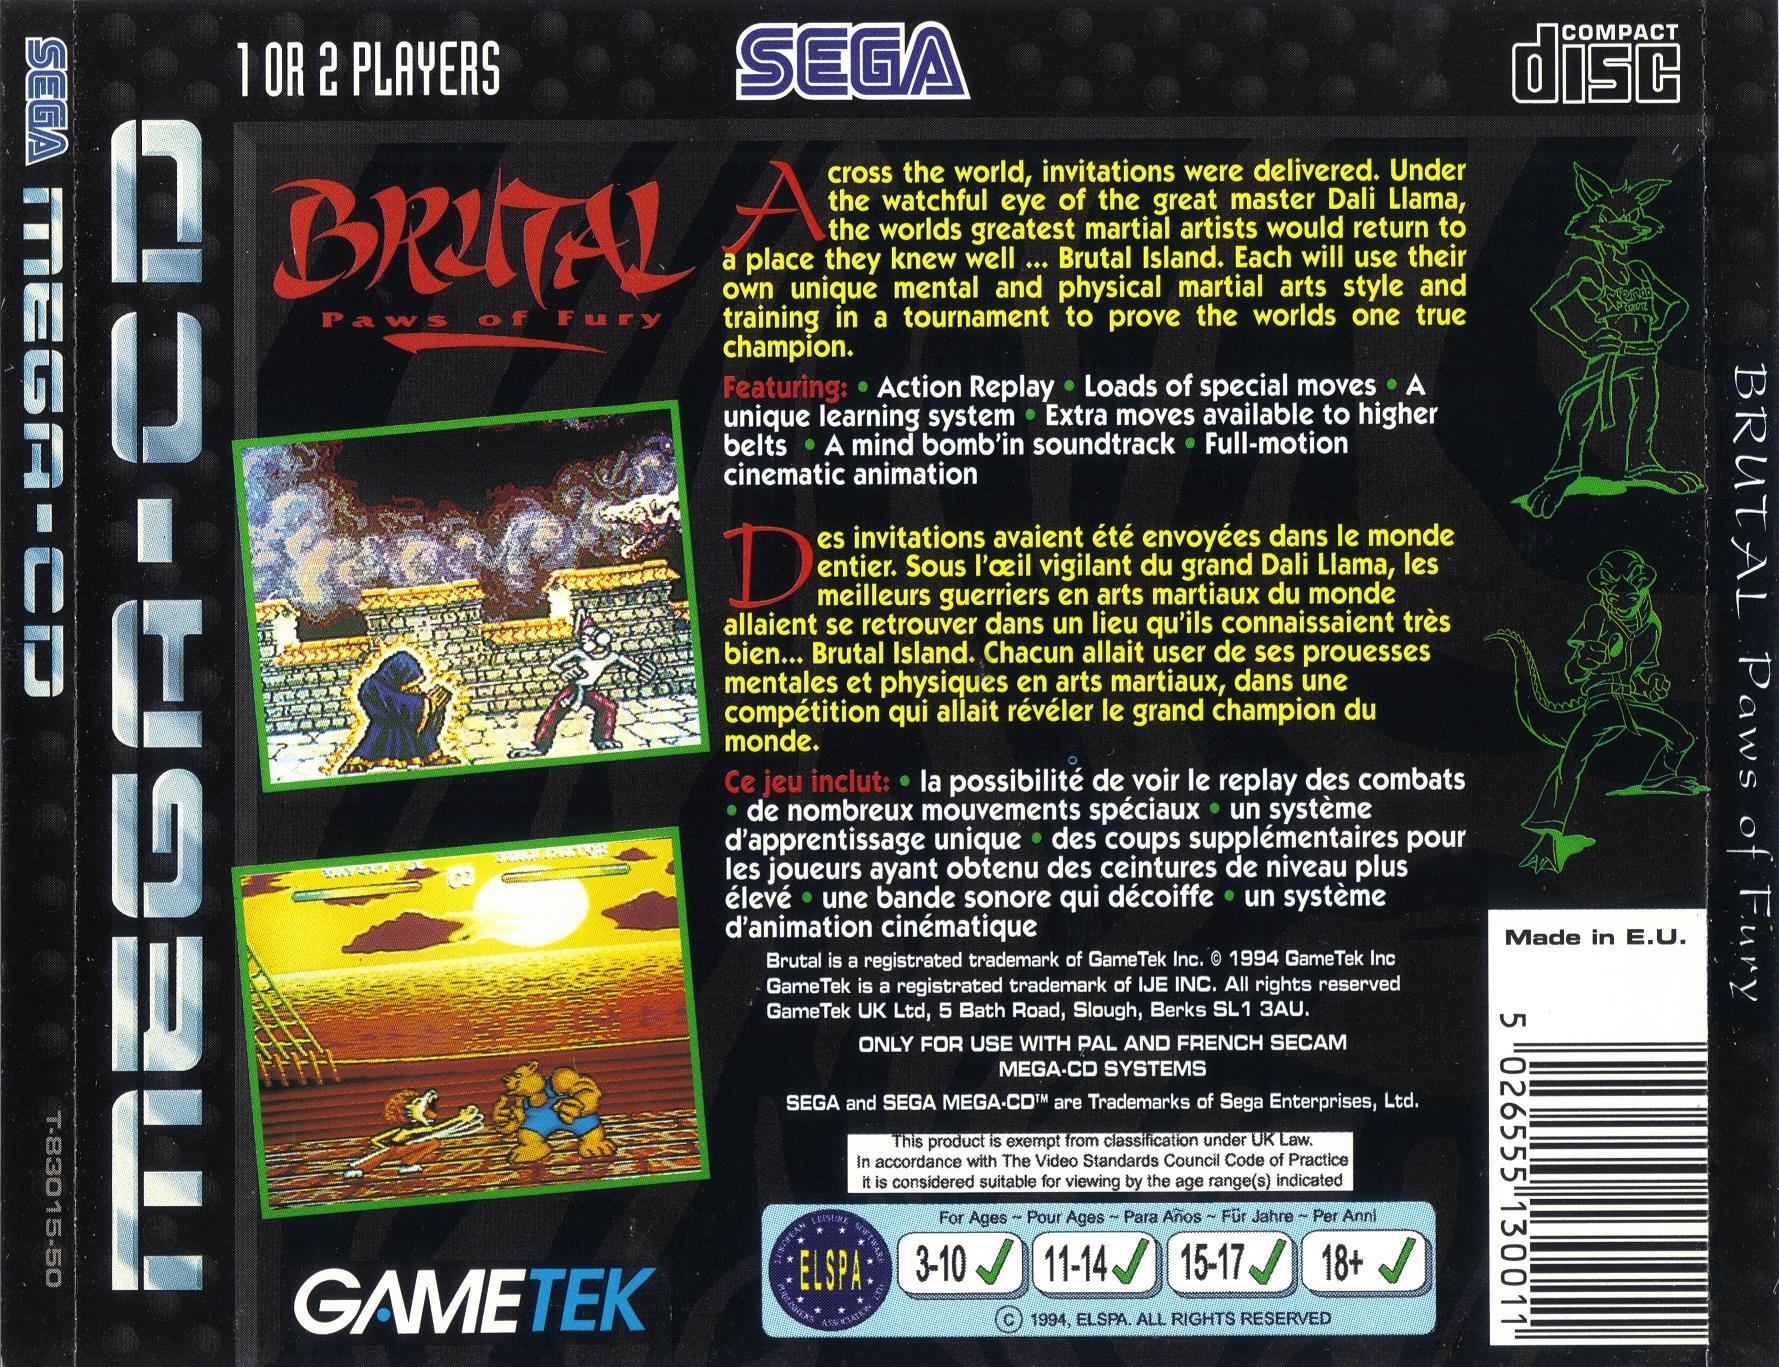 SEGA
MEGA-CD
T-83015-50
MEGA-CD
1 OR 2 PLAYERS
SEGA
COMPACT
disc
BRUTAL
Paws of Fury
Across the world, invitations were delivered. Under
the watchful eye of the great master Dali Llama,
the worlds greatest martial artists would return to
a place they knew well ... Brutal Island. Each will use their
own unique mental and physical martial arts style and
training in a tournament to prove the worlds one true
champion.
Featuring: • Action Replay • Loads of special moves • A
unique learning system • Extra moves available to higher
belts • A mind bomb'in soundtrack • Full-motion
cinematic animation
Des invitations avaient été envoyées dans le monde
entier. Sous l'œil vigilant du grand Dali Llama, les
meilleurs guerriers en arts martiaux du monde
allaient se retrouver dans un lieu qu'ils connaissaient très
bien... Brutal Island. Chacun allait user de ses prouesses
mentales et physiques en arts martiaux, dans une
compétition qui allait révéler le grand champion du
monde.
Ce jeu inclut: • la possibilité de voir le replay des combats
• de nombreux mouvements spéciaux • un système
d'apprentissage unique • des coups supplémentaires pour
les joueurs ayant obtenu des ceintures de niveau plus
élevé • une bande sonore qui décoiffe • un système
d'animation cinématique
Brutal is a registrated trademark of GameTek Inc. © 1994 GameTek Inc
GameTek is a registrated trademark of IJE INC. All rights reserved
GameTek UK Ltd, 5 Bath Road, Slough, Berks SL1 3AU.
ONLY FOR USE WITH PAL AND FRENCH SECAM
MEGA-CD SYSTEMS
SEGA and SEGA MEGA-CD™ are Trademarks of Sega Enterprises, Ltd.
This product is exempt from classification under UK Law.
In accordance with The Video Standards Council Code of Practice
it is considered suitable for viewing by the age range(s) indicated
For Ages ~ Pour Ages ~ Para Años ~ Für Jahre ~ Per Anni
EUROPEAN LEISURE SOFTWARE
ELSPA
PUBLISHERS ASSOCIATION LTD
3-10 ✓ 11-14 ✓ 15-17 ✓ 18+ ✓
© 1994, ELSPA. ALL RIGHTS RESERVED
GAMETEK
Made in E.U.
5 026555 130011
BRUTAL Paws of Fury